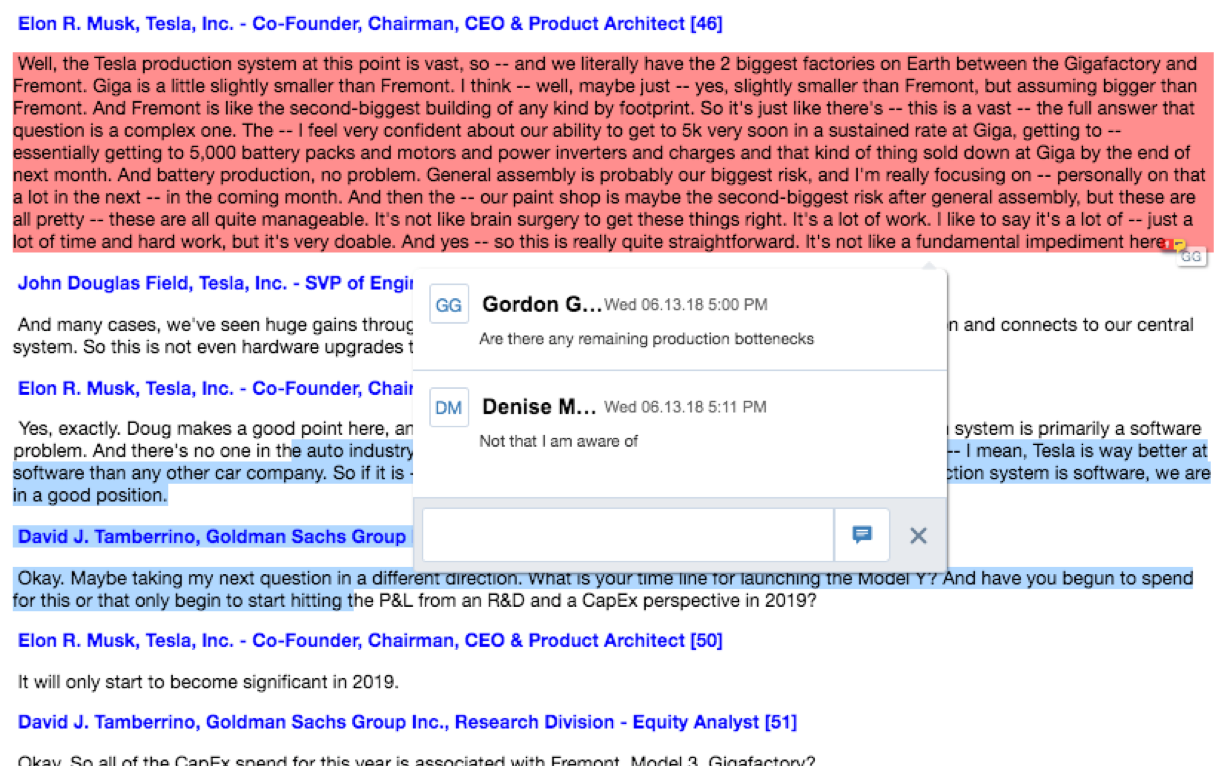 Elon R. Musk, Tesla, Inc. - Co-Founder, Chairman, CEO & Product Architect [46]
Well, the Tesla production system at this point is vast, so -- and we literally have the 2 biggest factories on Earth between the Gigafactory and
Fremont. Giga is a little slightly smaller than Fremont. I think -- well, maybe just -- yes, slightly smaller than Fremont, but assuming bigger than
Fremont. And Fremont is like the second-biggest building of any kind by footprint. So it's just like there's -- this is a vast -- the full answer that
question is a complex one. The -- I feel very confident about our ability to get to 5k very soon in a sustained rate at Giga, getting to --
essentially getting to 5,000 battery packs and motors and power inverters and charges and that kind of thing sold down at Giga by the end of
next month. And battery production, no problem. General assembly is probably our biggest risk, and I'm really focusing on -- personally on that
a lot in the next -- in the coming month. And then the -- our paint shop is maybe the second-biggest risk after general assembly, but these are
all pretty -- these are all quite manageable. It's not like brain surgery to get these things right. It's a lot of work. I like to say it's a lot of -- just a
lot of time and hard work, but it's very doable. And yes -- so this is really quite straightforward. It's not like a fundamental impediment here
GG
John Douglas Field, Tesla, Inc. - SVP of Engi
And many cases, we've seen huge gains throug
n and connects to our central
system. So this is not even hardware upgrades t
Elon R. Musk, Tesla, Inc. - Co-Founder, Chair
Yes, exactly. Doug makes a good point here, an
system is primarily a software
problem. And there's no one in the auto industry
-- I mean, Tesla is way better at
software than any other car company. So if it is -
ction system is software, we are
in a good position.
David J. Tamberrino, Goldman Sachs Group
GG
Gordon G... Wed 06.13.18 5:00 PM
Are there any remaining production bottenecks
DM
Denise M... Wed 06.13.18 5:11 PM
Not that I am aware of
Okay. Maybe taking my next question in a different direction. What is your time line for launching the Model Y? And have you begun to spend
for this or that only begin to start hitting the P&L from an R&D and a CapEx perspective in 2019?
Elon R. Musk, Tesla, Inc. - Co-Founder, Chairman, CEO & Product Architect [50]
It will only start to become significant in 2019.
David J. Tamberrino, Goldman Sachs Group Inc., Research Division - Equity Analyst [51]
Okay. So all of the CapEx spend for this year is associated with Fremont, Model 3, Gigafactory?